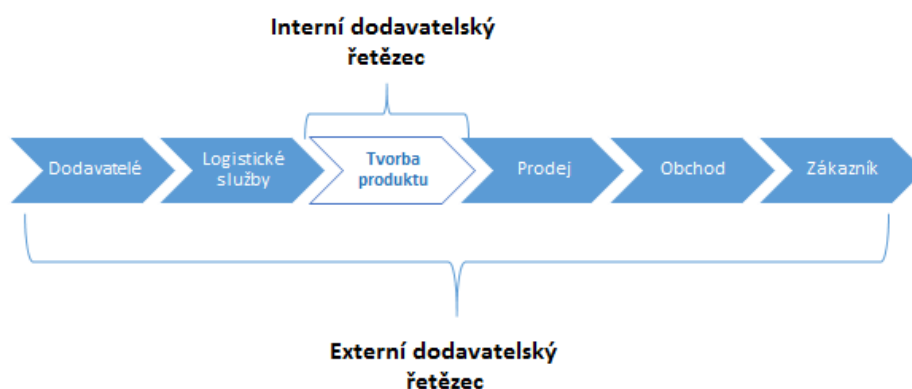 Interní dodavatelský
řetězec
Dodavatelé
Logistické
služby
Tvorba
produktu
Prodej
Obchod
Zákazník
Externí dodavatelský
řetězec